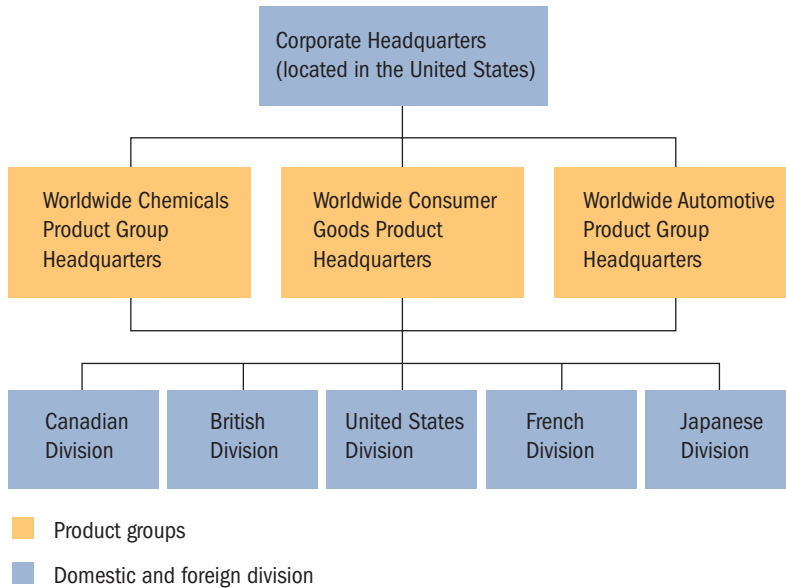 Corporate Headquarters
(located in the United States)
Worldwide Chemicals
Product Group
Headquarters
Worldwide Consumer
Goods Product
Headquarters
Worldwide Automotive
Product Group
Headquarters
Canadian
Division
British
Division
United States
Division
French
Division
Japanese
Division
Product groups
Domestic and foreign division